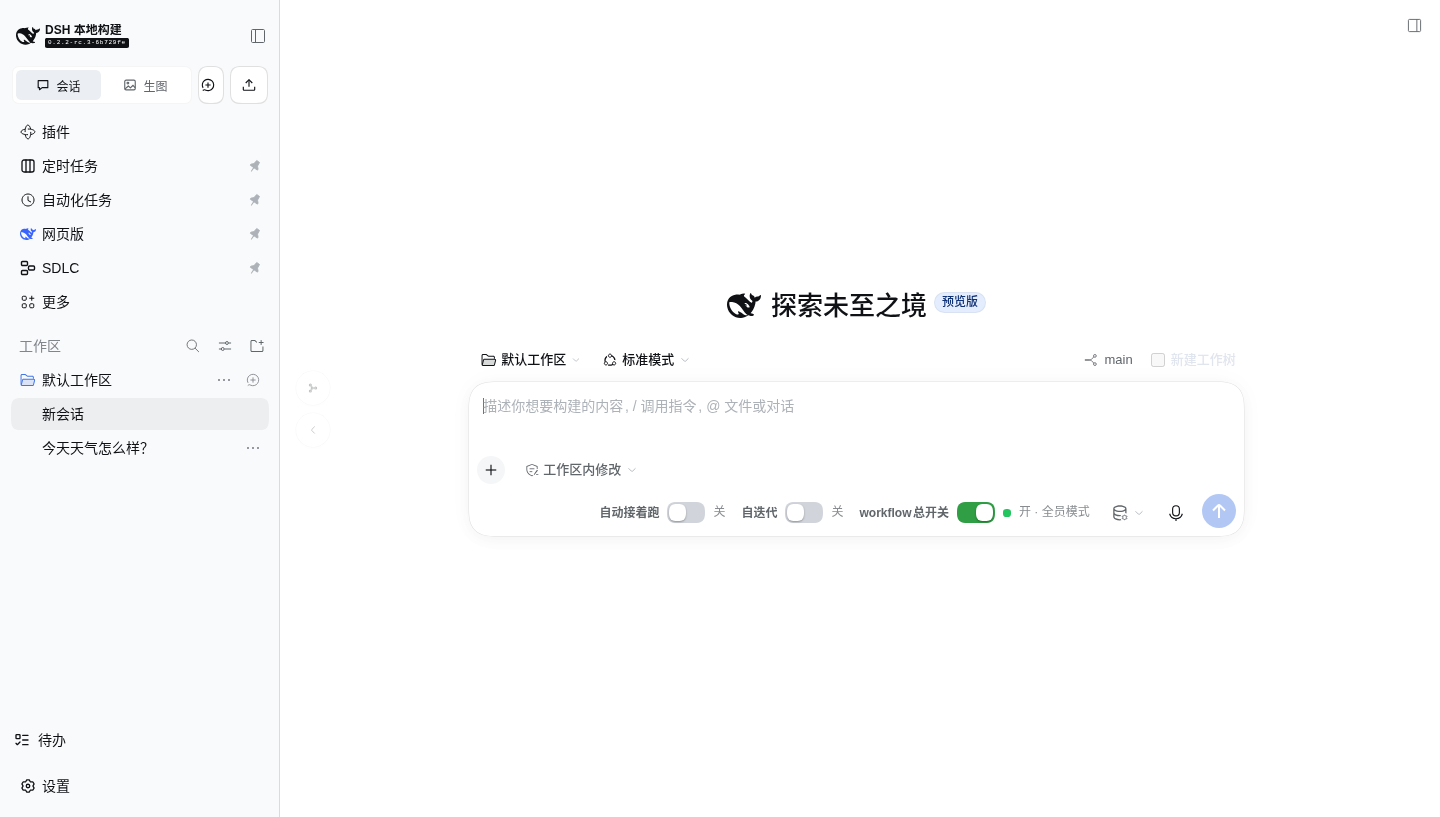 DSH 本地构建
0.2.2-rc.3-6b729fe
会话
生图
插件
定时任务
自动化任务
网页版
SDLC
更多
工作区
默认工作区
新会话
今天天气怎么样?
待办
设置
探索未至之境
预览版
默认工作区
标准模式
main
新建工作树
描述你想要构建的内容, / 调用指令, @ 文件或对话
工作区内修改
自动接着跑 关 自迭代 关 workflow总开关 开 · 全员模式